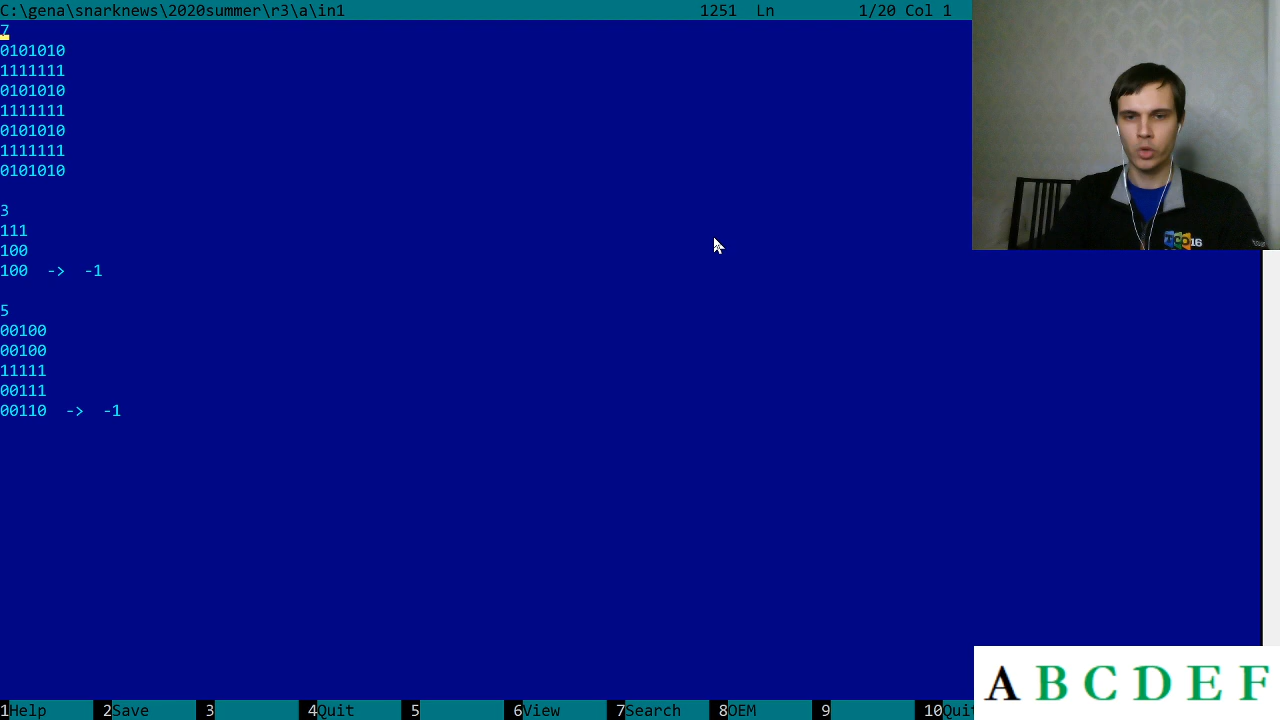 C:\gena\snarknews\2020summer\r3\a\in1 1251 Ln 1/20 Col 1
7
0101010
1111111
0101010
1111111
0101010
1111111
0101010
3
111
100
100 -> -1
5
00100
00100
11111
00111
00110 -> -1
TCO16
A B C D E F
1Help 2Save 3 4Quit 5 6View 7Search 8OEM 9 10Qui